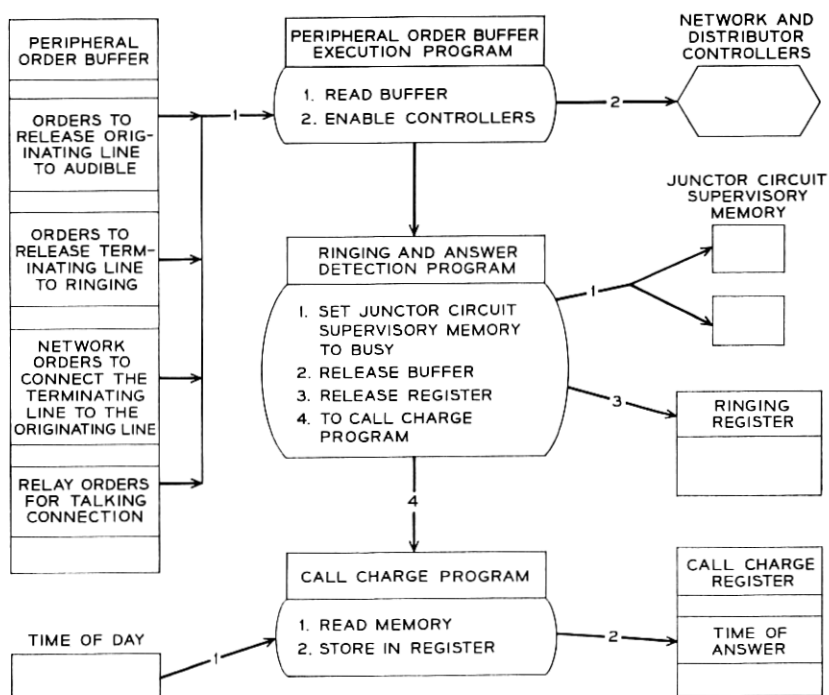 PERIPHERAL
ORDER BUFFER
ORDERS TO
RELEASE ORIG-
INATING LINE
TO AUDIBLE
ORDERS TO
RELEASE TERM-
INATING LINE
TO RINGING
NETWORK
ORDERS TO
CONNECT THE
TERMINATING
LINE TO THE
ORIGINATING LINE
RELAY ORDERS
FOR TALKING
CONNECTION
TIME OF DAY
1
1
PERIPHERAL ORDER BUFFER
EXECUTION PROGRAM
1. READ BUFFER
2. ENABLE CONTROLLERS
2
NETWORK AND
DISTRIBUTOR
CONTROLLERS
RINGING AND ANSWER
DETECTION PROGRAM
1. SET JUNCTOR CIRCUIT
SUPERVISORY MEMORY
TO BUSY
2. RELEASE BUFFER
3. RELEASE REGISTER
4. TO CALL CHARGE
PROGRAM
1
JUNCTOR CIRCUIT
SUPERVISORY
MEMORY
3
RINGING
REGISTER
4
CALL CHARGE PROGRAM
1. READ MEMORY
2. STORE IN REGISTER
2
CALL CHARGE
REGISTER
TIME OF
ANSWER